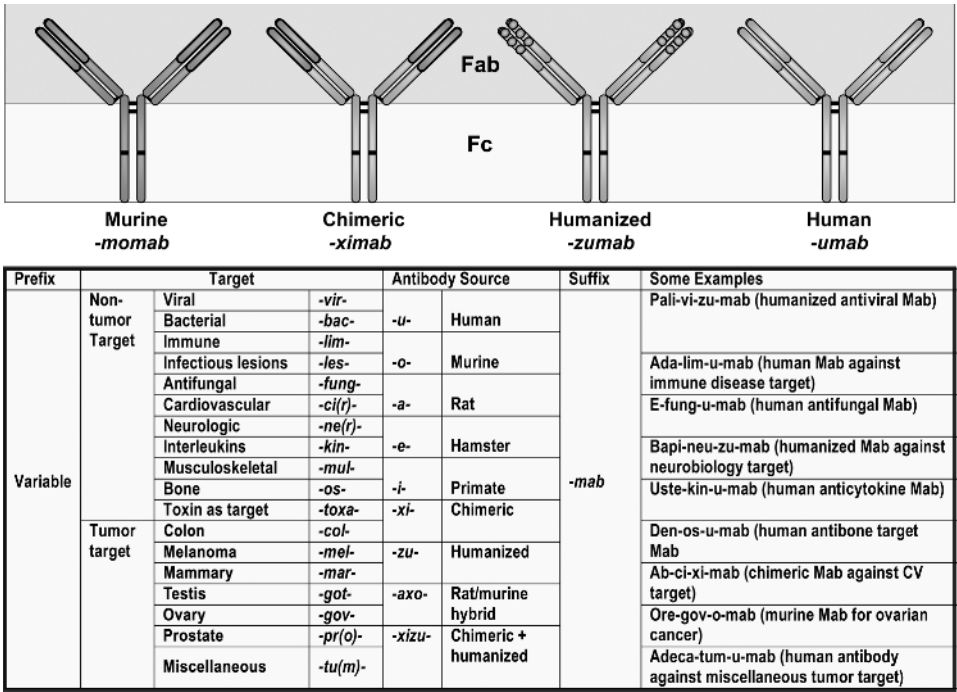 Fab
Fc
Murine Chimeric Humanized Human
-momab -ximab -zumab -umab
Prefix Target Antibody Source Suffix Some Examples
Variable
Non-
tumor
Target
Viral -vir-
Bacterial -bac-
Immune -lim-
Infectious lesions -les-
Antifungal -fung-
Cardiovascular -ci(r)-
Neurologic -ne(r)-
Interleukins -kin-
Musculoskeletal -mul-
Bone -os-
Toxin as target -toxa-
Tumor
target
Colon -col-
Melanoma -mel-
Mammary -mar-
Testis -got-
Ovary -gov-
Prostate -pr(o)-
Miscellaneous -tu(m)-
-u- Human
-o- Murine
-a- Rat
-e- Hamster
-i- Primate
-xi- Chimeric
-zu- Humanized
-axo- Rat/murine
hybrid
-xizu- Chimeric +
humanized
-mab
Pali-vi-zu-mab (humanized antiviral Mab)
Ada-lim-u-mab (human Mab against
immune disease target)
E-fung-u-mab (human antifungal Mab)
Bapi-neu-zu-mab (humanized Mab against
neurobiology target)
Uste-kin-u-mab (human anticytokine Mab)
Den-os-u-mab (human antibone target
Mab
Ab-ci-xi-mab (chimeric Mab against CV
target)
Ore-gov-o-mab (murine Mab for ovarian
cancer)
Adeca-tum-u-mab (human antibody
against miscellaneous tumor target)